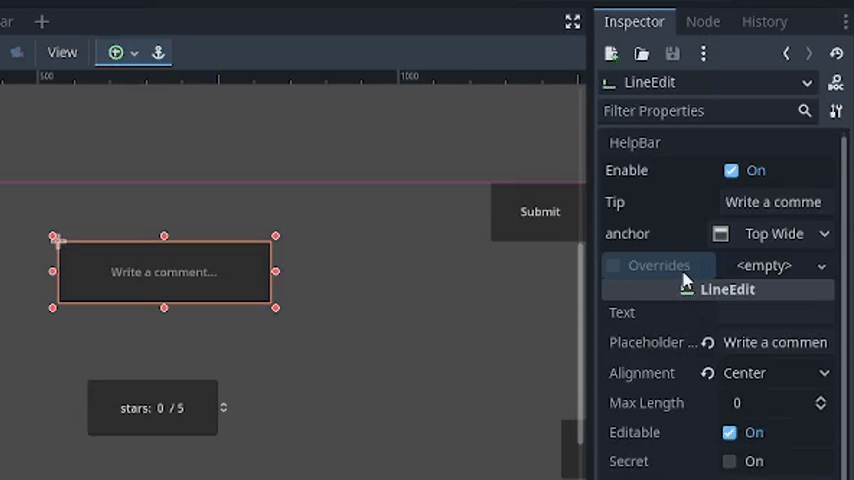 ar
View
500
1000
Write a comment...
Submit
stars: 0 / 5
Inspector Node History
LineEdit
DOC
Filter Properties
HelpBar
Enable On
Tip Write a comme
anchor Top Wide
Overrides <empty>
LineEdit
Text
Placeholder ... Write a commen
Alignment Center
Max Length 0
Editable On
Secret On